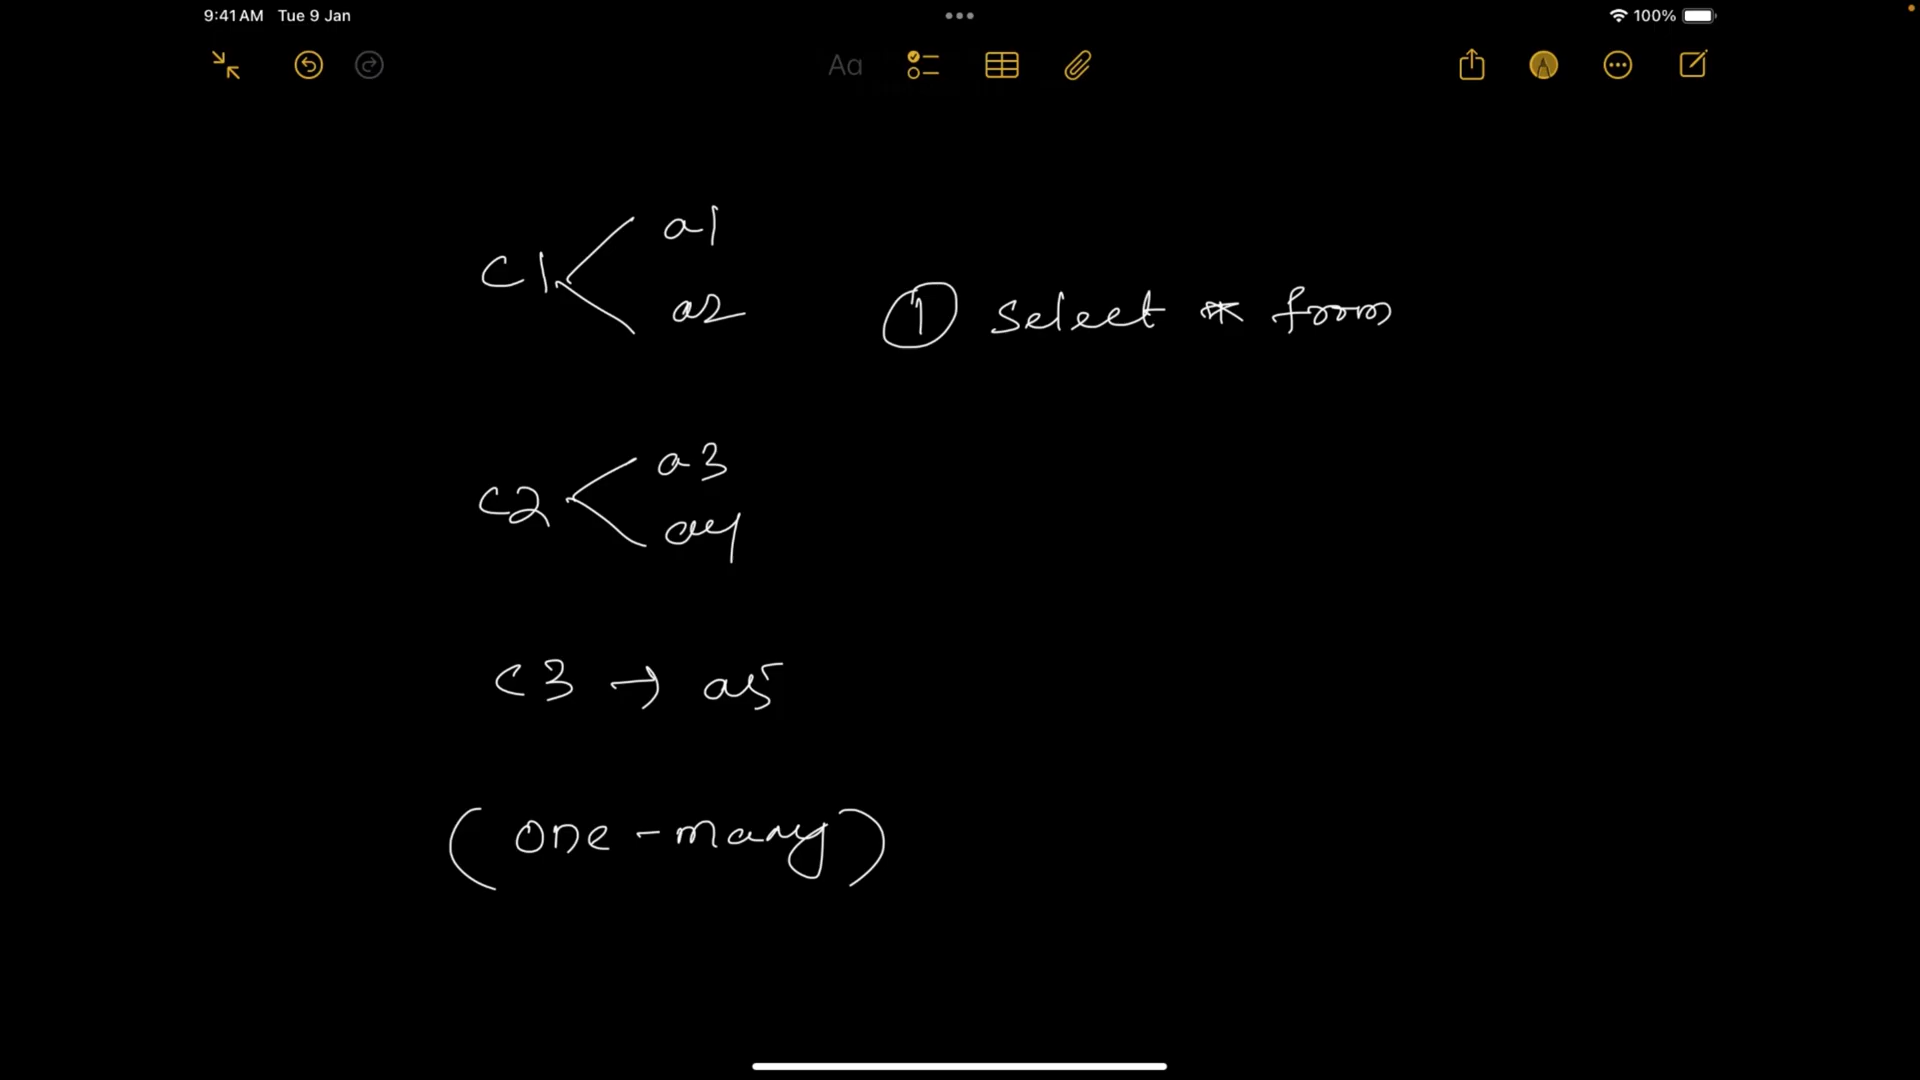 9:41 AM Tue 9 Jan
100%
Aa
a1
c1
a2
① select * from
a3
c2
a4
c3 → a5
(one-many)